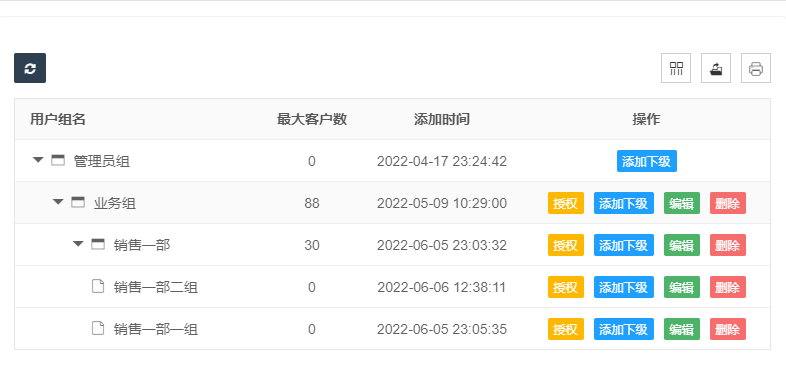 用户组名 最大客户数 添加时间 操作
管理员组 0 2022-04-17 23:24:42 添加下级
业务组 88 2022-05-09 10:29:00 授权 添加下级 编辑 删除
销售一部 30 2022-06-05 23:03:32 授权 添加下级 编辑 删除
销售一部二组 0 2022-06-06 12:38:11 授权 添加下级 编辑 删除
销售一部一组 0 2022-06-05 23:05:35 授权 添加下级 编辑 删除